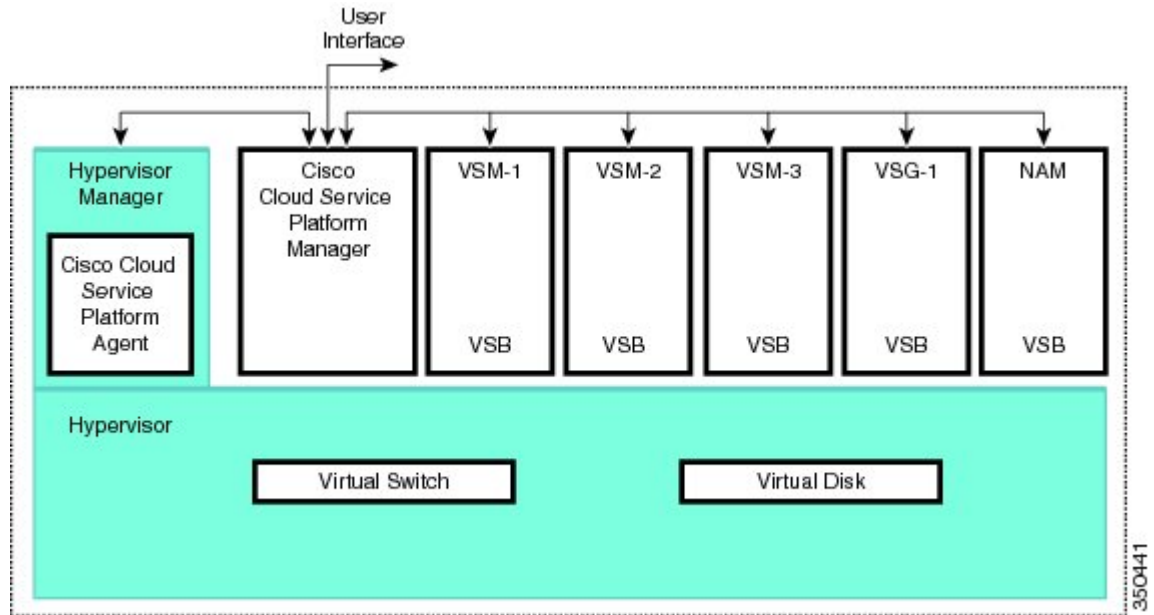 User
Interface
Hypervisor
Manager
Cisco Cloud
Service
Platform
Agent
Cisco
Cloud Service
Platform
Manager
VSM-1
VSB
VSM-2
VSB
VSM-3
VSB
VSG-1
VSB
NAM
VSB
Hypervisor
Virtual Switch
Virtual Disk
350441